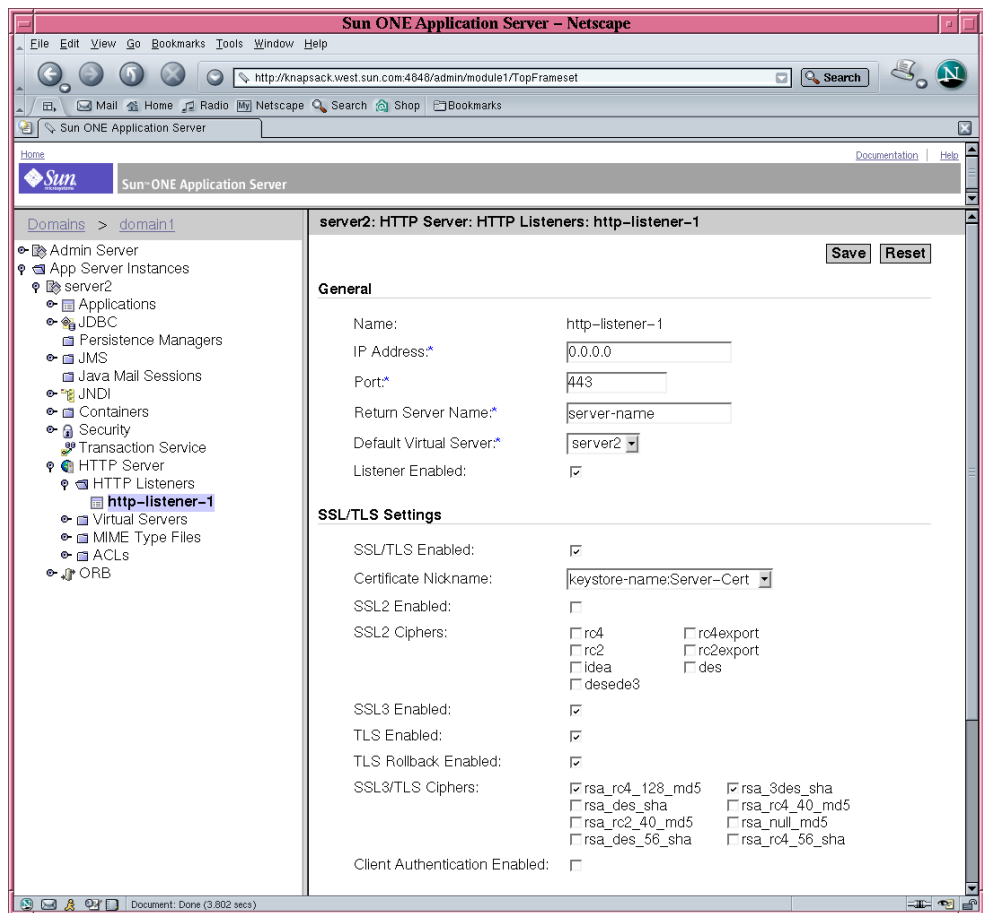 Sun ONE Application Server – Netscape
File Edit View Go Bookmarks Tools Window Help
http://knapsack.west.sun.com:4848/admin/module1/TopFrameset
Search
N
Mail Home Radio My Netscape Search Shop Bookmarks
Sun ONE Application Server
Home
Documentation | Help
Sun
microsystems
Sun™ ONE Application Server
Domains > domain1
Admin Server
App Server Instances
server2
Applications
JDBC
Persistence Managers
JMS
Java Mail Sessions
JNDI
Containers
Security
Transaction Service
HTTP Server
HTTP Listeners
http–listener–1
Virtual Servers
MIME Type Files
ACLs
ORB
server2: HTTP Server: HTTP Listeners: http–listener–1
Save Reset
General
Name: http–listener–1
IP Address:* 0.0.0.0
Port:* 443
Return Server Name:* server-name
Default Virtual Server:* server2
Listener Enabled:
SSL/TLS Settings
SSL/TLS Enabled:
Certificate Nickname: keystore-name:Server–Cert
SSL2 Enabled:
SSL2 Ciphers: rc4 rc4export
rc2 rc2export
idea des
desede3
SSL3 Enabled:
TLS Enabled:
TLS Rollback Enabled:
SSL3/TLS Ciphers: rsa_rc4_128_md5 rsa_3des_sha
rsa_des_sha rsa_rc4_40_md5
rsa_rc2_40_md5 rsa_null_md5
rsa_des_56_sha rsa_rc4_56_sha
Client Authentication Enabled:
Document: Done (3.802 secs)